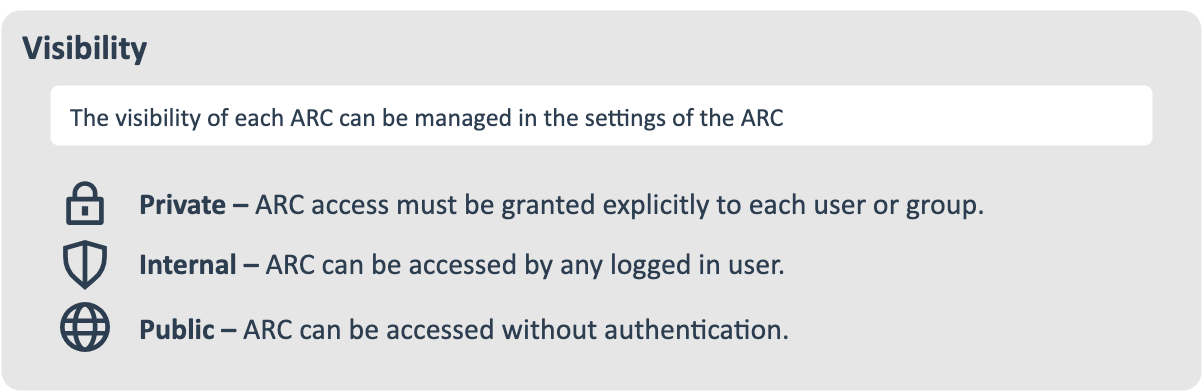 Visibility
The visibility of each ARC can be managed in the settings of the ARC
Private – ARC access must be granted explicitly to each user or group.
Internal – ARC can be accessed by any logged in user.
Public – ARC can be accessed without authentication.